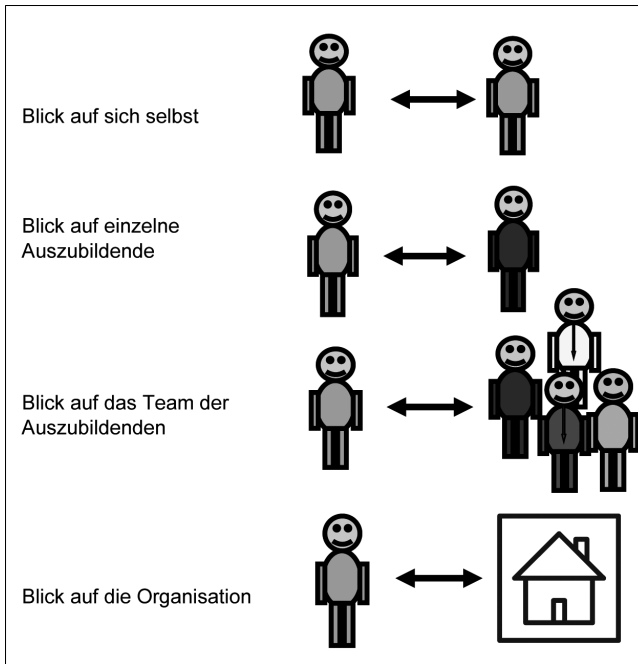 Blick auf sich selbst
Blick auf einzelne
Auszubildende
Blick auf das Team der
Auszubildenden
Blick auf die Organisation